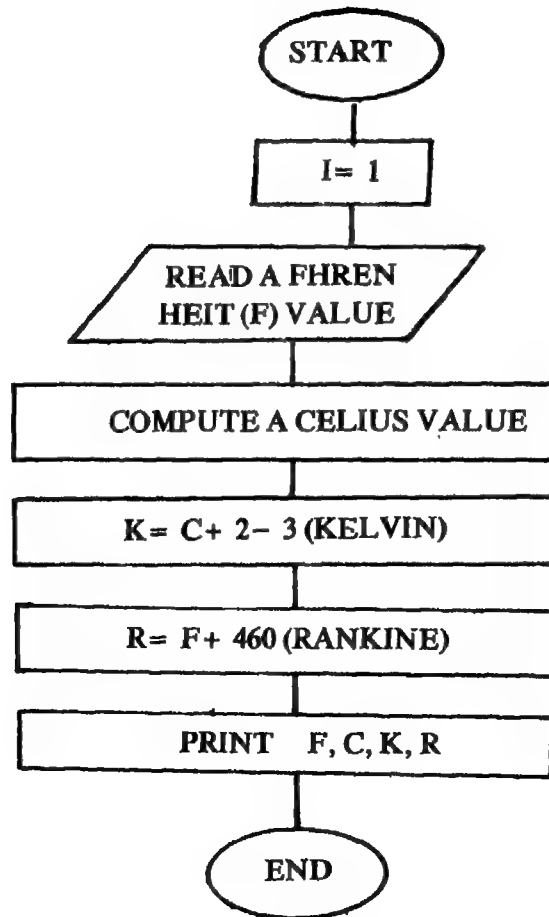 START
I= 1
READ A FHREN
HEIT (F) VALUE
COMPUTE A CELIUS VALUE
K= C+ 2- 3 (KELVIN)
R= F+ 460 (RANKINE)
PRINT F, C, K, R
END